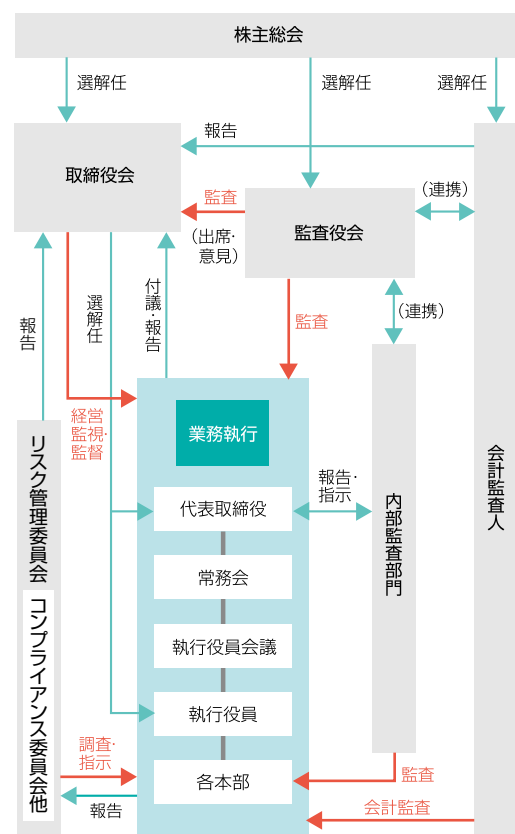 株主総会
選解任
選解任
選解任
報告
取締役会
監査
（出席・
意見）
監査役会
（連携）
（連携）
報告
選解任
付議・報告
監査
経営
監視・
監督
業務執行
代表取締役
常務会
執行役員会議
執行役員
各本部
報告・
指示
内部監査部門
会計監査人
リスク管理委員会
コンプライアンス委員会他
調査・
指示
報告
監査
会計監査